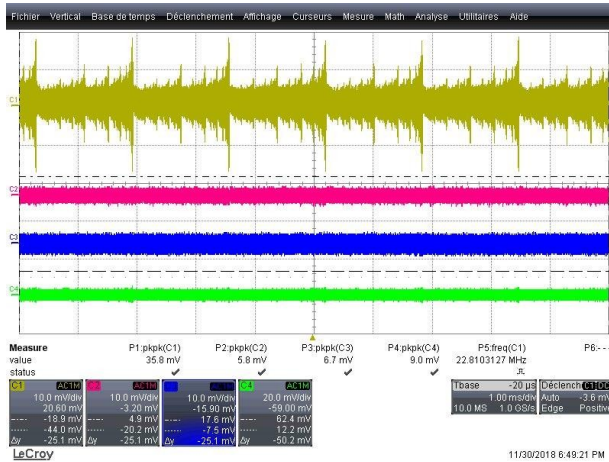 Fichier Vertical Base de temps Déclenchement Affichage Curseurs Mesure Math Analyse Utilitaires Aide
C1
C2
C3
C4
Measure P1:pkpk(C1) P2:pkpk(C2) P3:pkpk(C3) P4:pkpk(C4) P5:freq(C1) P6:- - -
value 35.8 mV 5.8 mV 6.7 mV 9.0 mV 22.8103127 MHz
status
C1 AC1M AC1M AC1M C4 AC1M Tbase -20 µs Déclench C1 DC
10.0 mV/div 10.0 mV/div 10.0 mV/div 20.0 mV/div 1.00 ms/div Auto -3.6 mV
20.60 mV -3.20 mV -15.90 mV -59.00 mV 10.0 MS 1.0 GS/s Edge Positive
-18.9 mV 4.9 mV 17.6 mV 62.4 mV
-44.0 mV -20.2 mV -7.5 mV 12.2 mV
Δy -25.1 mV Δy -25.1 mV Δy -25.1 mV Δy -50.2 mV
LeCroy 11/30/2018 6:49:21 PM